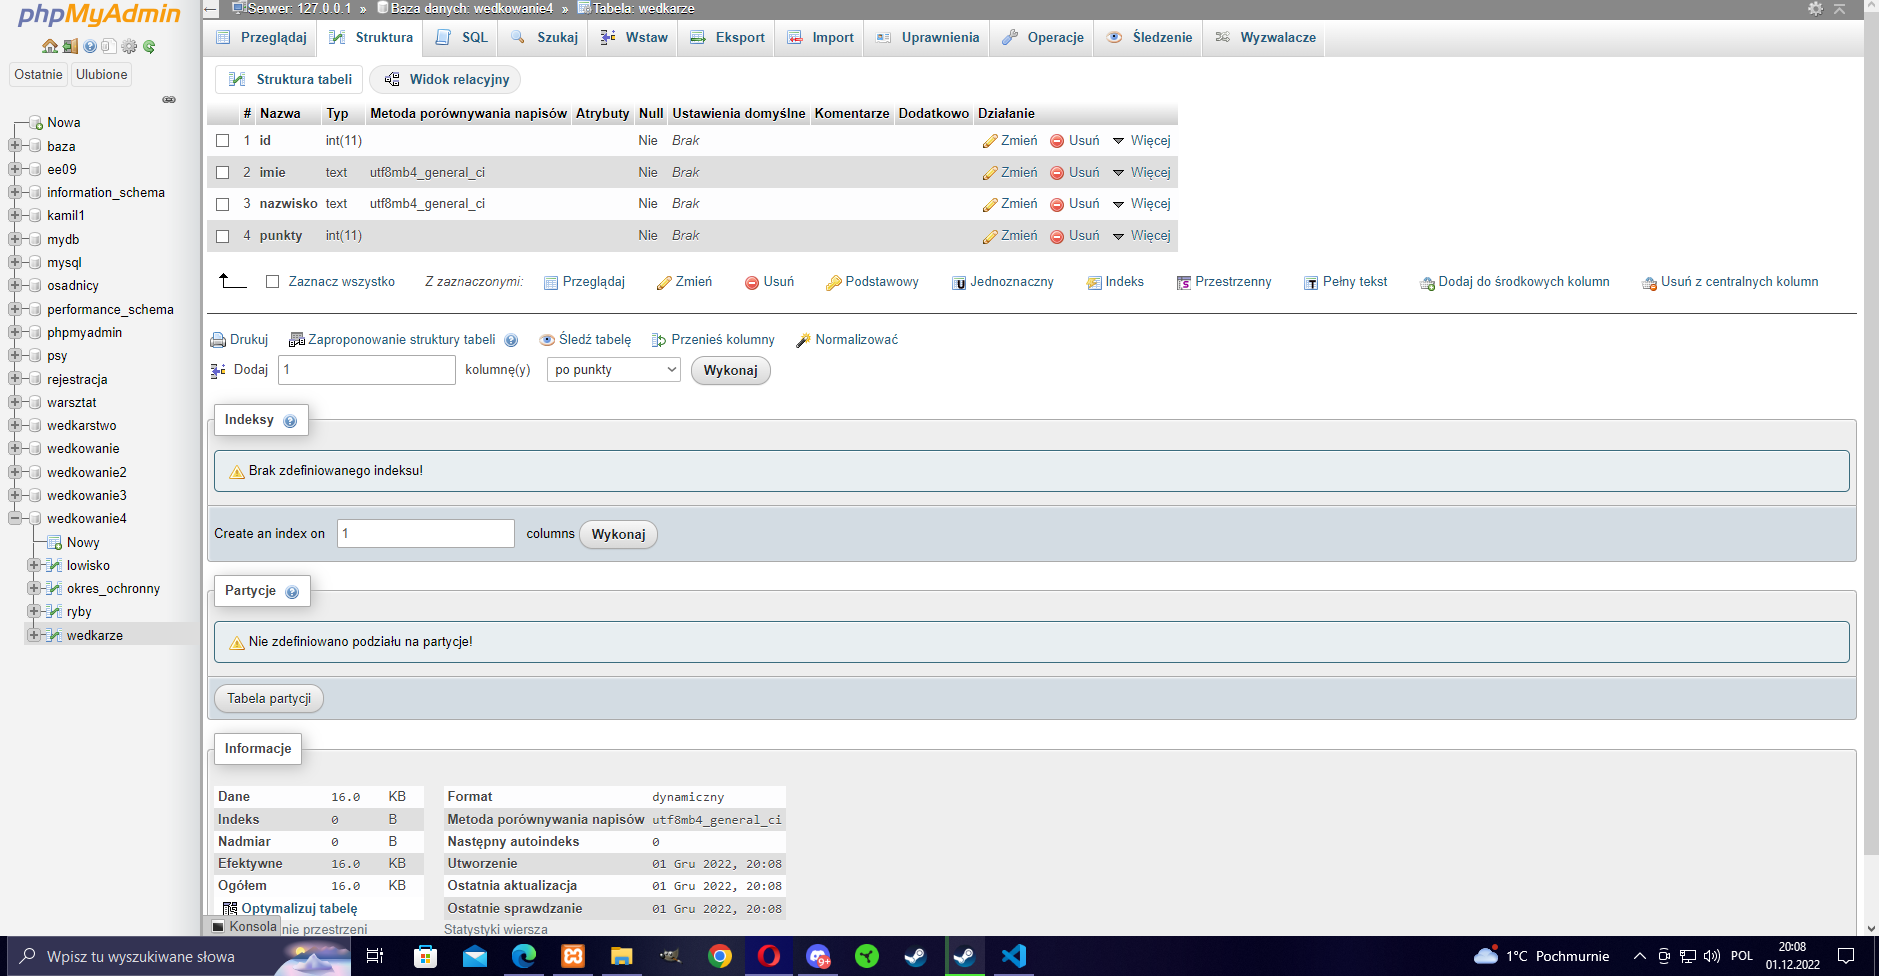 phpMyAdmin
Ostatnie Ulubione
Nowa
baza
ee09
information_schema
kamil1
mydb
mysql
osadnicy
performance_schema
phpmyadmin
psy
rejestracja
warsztat
wedkarstwo
wedkowanie
wedkowanie2
wedkowanie3
wedkowanie4
Nowy
lowisko
okres_ochronny
ryby
wedkarze
Serwer: 127.0.0.1 » Baza danych: wedkowanie4 » Tabela: wedkarze
Przeglądaj Struktura SQL Szukaj Wstaw Eksport Import Uprawnienia Operacje Śledzenie Wyzwalacze
Struktura tabeli Widok relacyjny
# Nazwa Typ Metoda porównywania napisów Atrybuty Null Ustawienia domyślne Komentarze Dodatkowo Działanie
1 id int(11) Nie Brak Zmień Usuń Więcej
2 imie text utf8mb4_general_ci Nie Brak Zmień Usuń Więcej
3 nazwisko text utf8mb4_general_ci Nie Brak Zmień Usuń Więcej
4 punkty int(11) Nie Brak Zmień Usuń Więcej
Zaznacz wszystko Z zaznaczonymi: Przeglądaj Zmień Usuń Podstawowy Jednoznaczny Indeks Przestrzenny Pełny tekst Dodaj do środkowych kolumn Usuń z centralnych kolumn
Drukuj Zaproponowanie struktury tabeli Śledź tabelę Przenieś kolumny Normalizować
Dodaj 1 kolumnę(y) po punkty Wykonaj
Indeksy
Brak zdefiniowanego indeksu!
Create an index on 1 columns Wykonaj
Partycje
Nie zdefiniowano podziału na partycje!
Tabela partycji
Informacje
Dane 16.0 KB
Indeks 0 B
Nadmiar 0 B
Efektywne 16.0 KB
Ogółem 16.0 KB
Optymalizuj tabelę
Format dynamiczny
Metoda porównywania napisów utf8mb4_general_ci
Następny autoindeks 0
Utworzenie 01 Gru 2022, 20:08
Ostatnia aktualizacja 01 Gru 2022, 20:08
Ostatnie sprawdzanie 01 Gru 2022, 20:08
Konsola nie przestrzeni Statystyki wiersza
Wpisz tu wyszukiwane słowa
9+
1°C Pochmurnie POL
20:08
01.12.2022